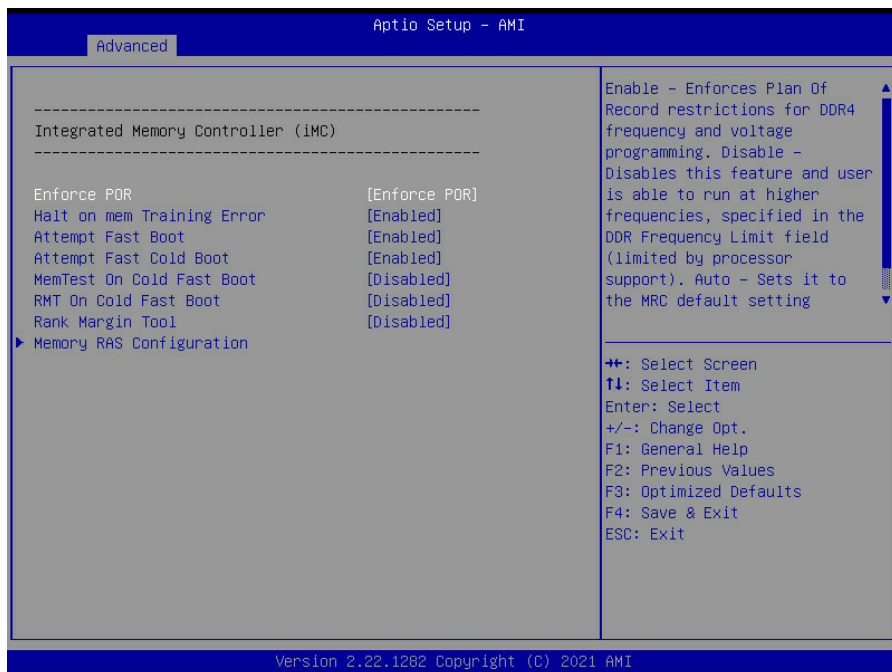 Aptio Setup - AMI
Advanced
------------------------------------------------
Integrated Memory Controller (iMC)
------------------------------------------------
Enforce POR [Enforce POR]
Halt on mem Training Error [Enabled]
Attempt Fast Boot [Enabled]
Attempt Fast Cold Boot [Enabled]
MemTest On Cold Fast Boot [Disabled]
RMT On Cold Fast Boot [Disabled]
Rank Margin Tool [Disabled]
Memory RAS Configuration
Enable - Enforces Plan Of
Record restrictions for DDR4
frequency and voltage
programming. Disable -
Disables this feature and user
is able to run at higher
frequencies, specified in the
DDR Frequency Limit field
(limited by processor
support). Auto - Sets it to
the MRC default setting
→←: Select Screen
↑↓: Select Item
Enter: Select
+/-: Change Opt.
F1: General Help
F2: Previous Values
F3: Optimized Defaults
F4: Save & Exit
ESC: Exit
Version 2.22.1282 Copyright (C) 2021 AMI